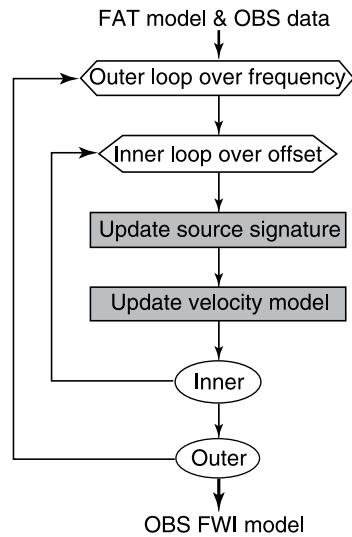 FAT model & OBS data
Outer loop over frequency
Inner loop over offset
Update source signature
Update velocity model
Inner
Outer
OBS FWI model